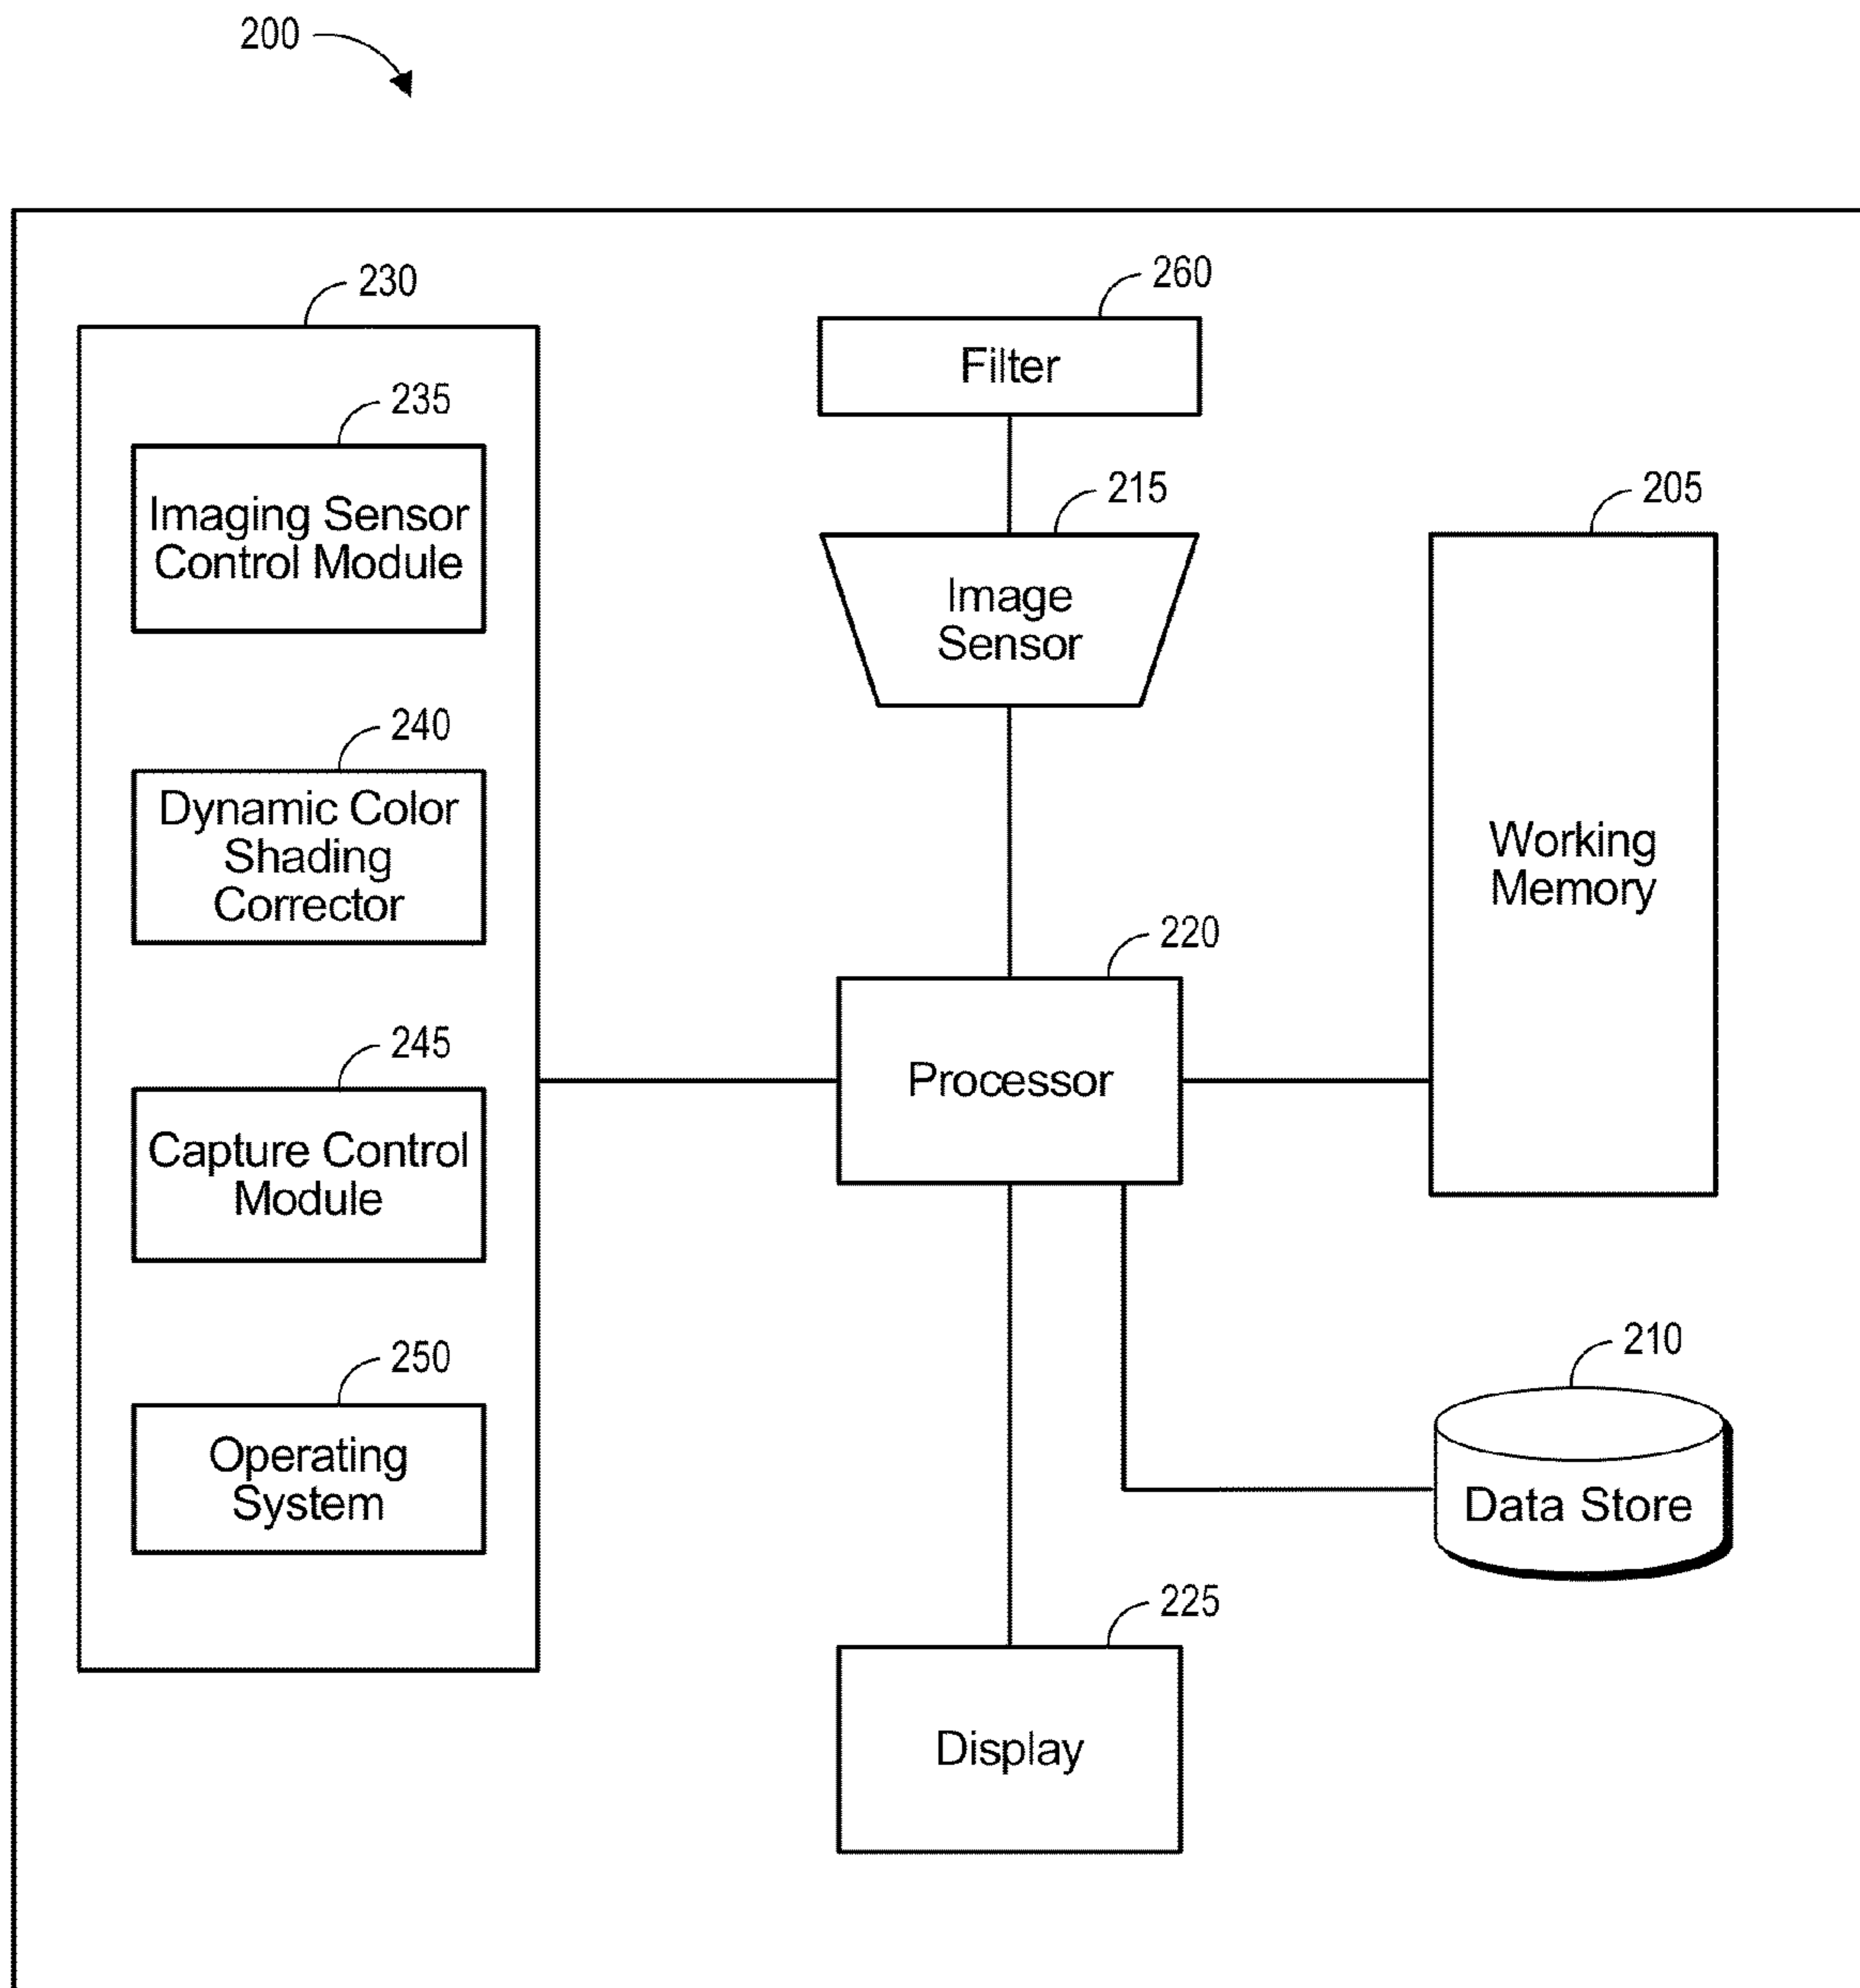 200
230
260
Filter
235
Imaging Sensor
Control Module
215
Image
Sensor
205
Working
Memory
240
Dynamic Color
Shading
Corrector
220
Processor
245
Capture Control
Module
250
Operating
System
210
Data Store
225
Display